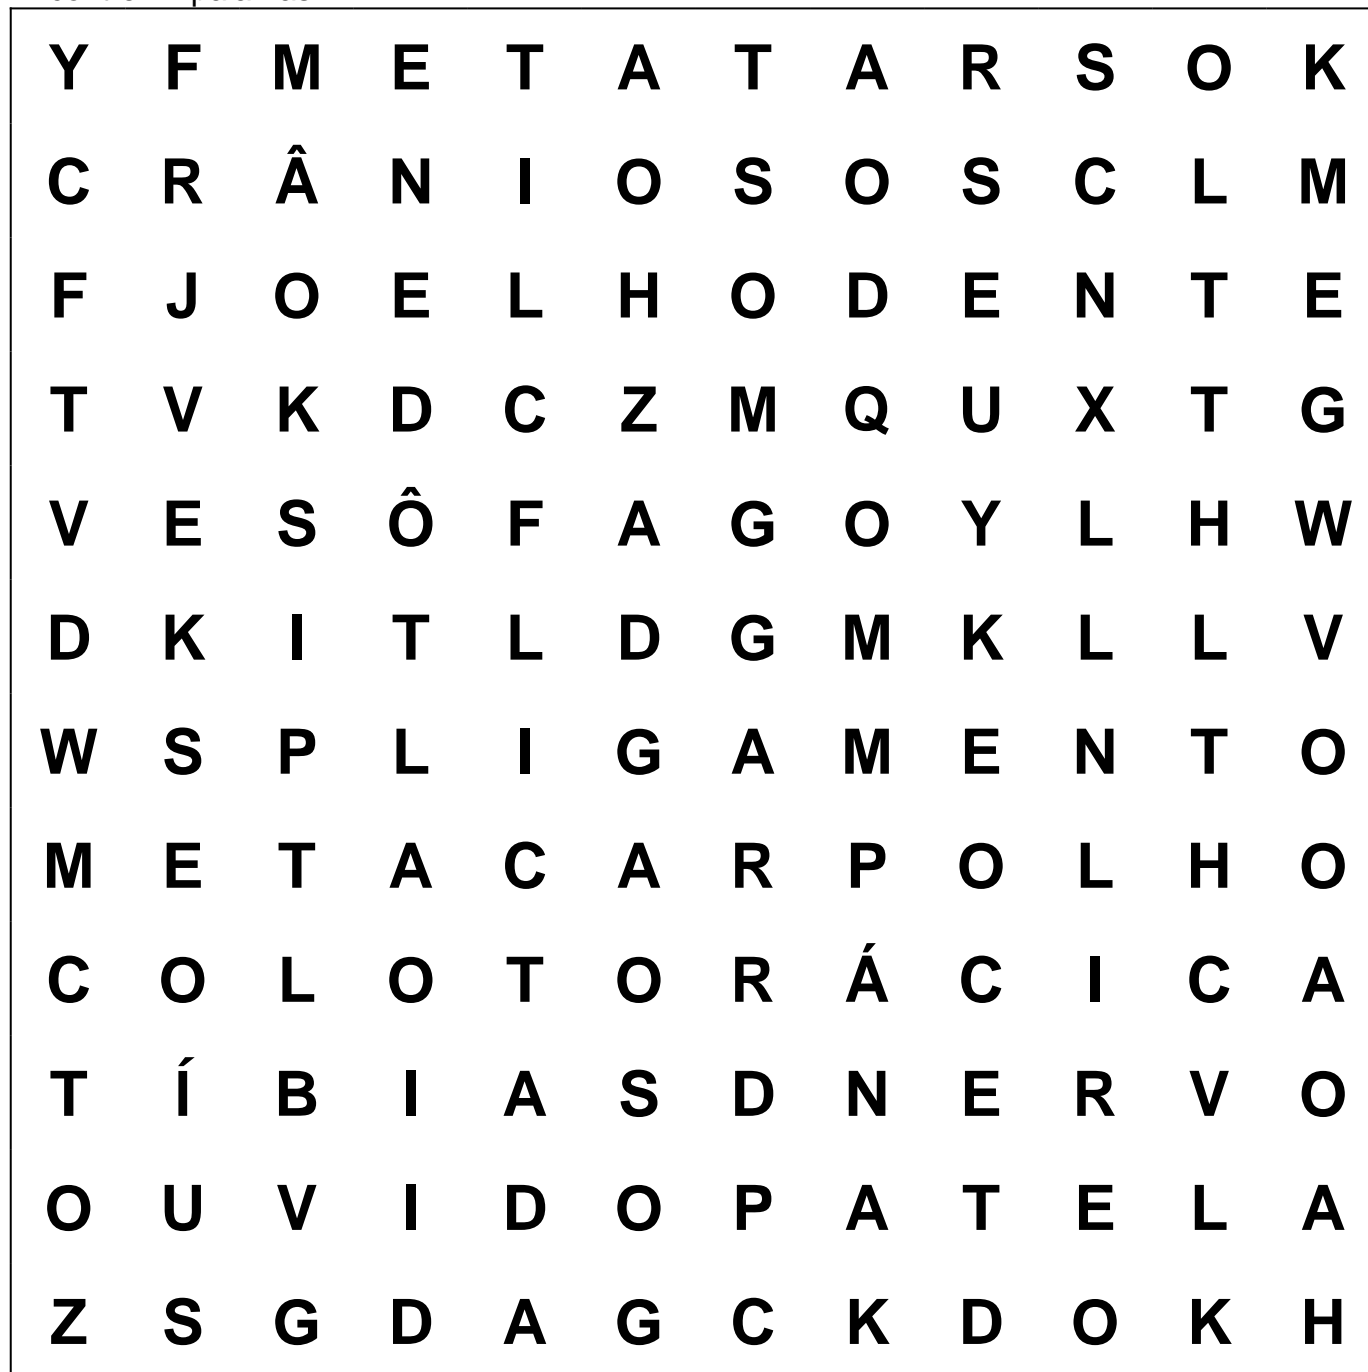 Y F M E T A T A R S O K
C R Â N I O S O S C L M
F J O E L H O D E N T E
T V K D C Z M Q U X T G
V E S Ô F A G O Y L H W
D K I T L D G M K L L V
W S P L I G A M E N T O
M E T A C A R P O L H O
C O L O T O R Á C I C A
T Í B I A S D N E R V O
O U V I D O P A T E L A
Z S G D A G C K D O K H